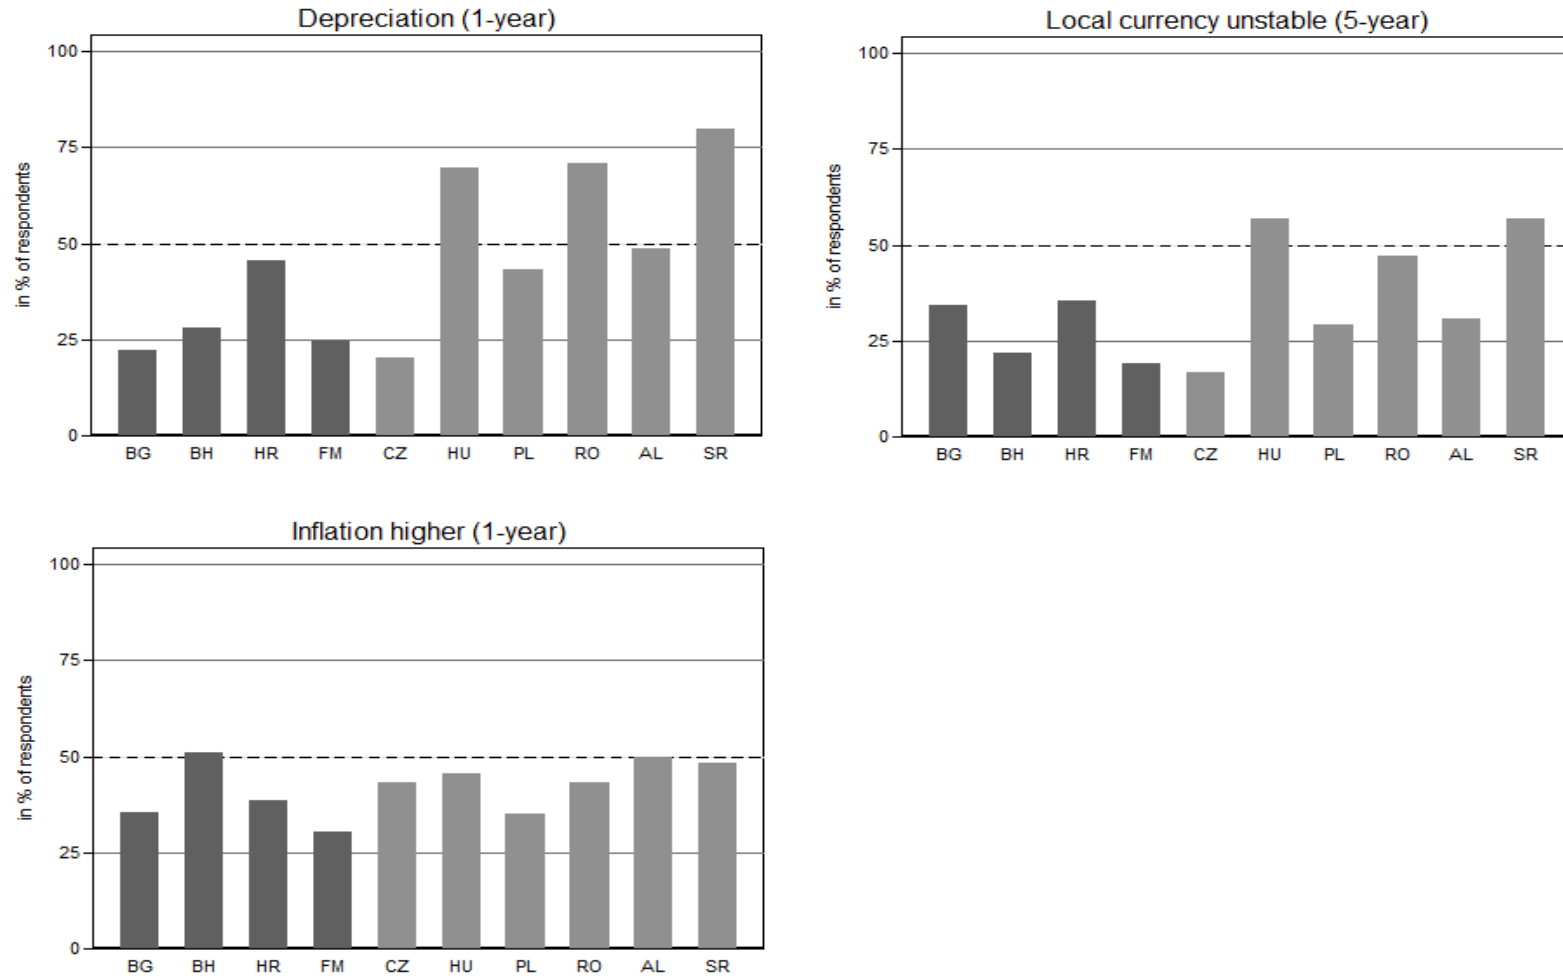 Depreciation (1-year)
in % of respondents
100
75
50
25
0
BG BH HR FM CZ HU PL RO AL SR
Local currency unstable (5-year)
in % of respondents
100
75
50
25
0
BG BH HR FM CZ HU PL RO AL SR
Inflation higher (1-year)
in % of respondents
100
75
50
25
0
BG BH HR FM CZ HU PL RO AL SR